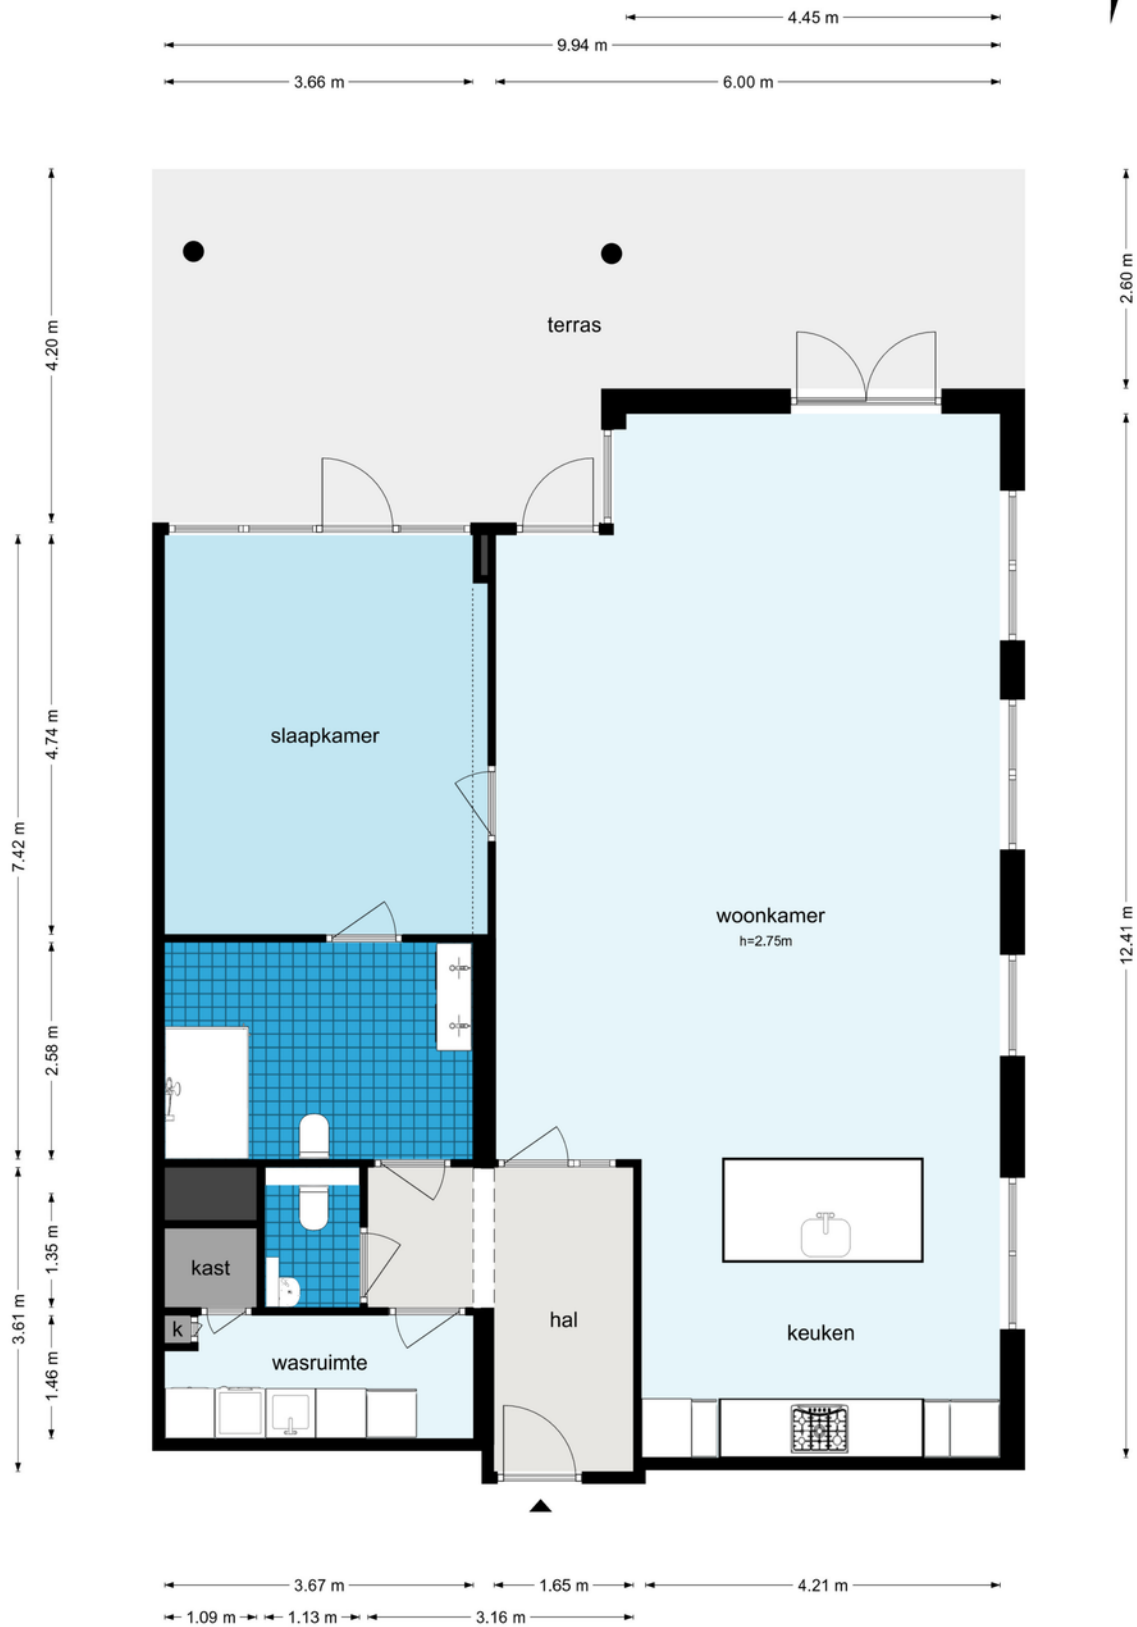 4.45 m
9.94 m
3.66 m
6.00 m
4.20 m
2.60 m
terras
4.74 m
slaapkamer
7.42 m
woonkamer
h=2.75m
12.41 m
2.58 m
1.35 m
kast
hal
3.61 m
k
keuken
wasruimte
1.46 m
3.67 m
1.65 m
4.21 m
1.09 m
1.13 m
3.16 m